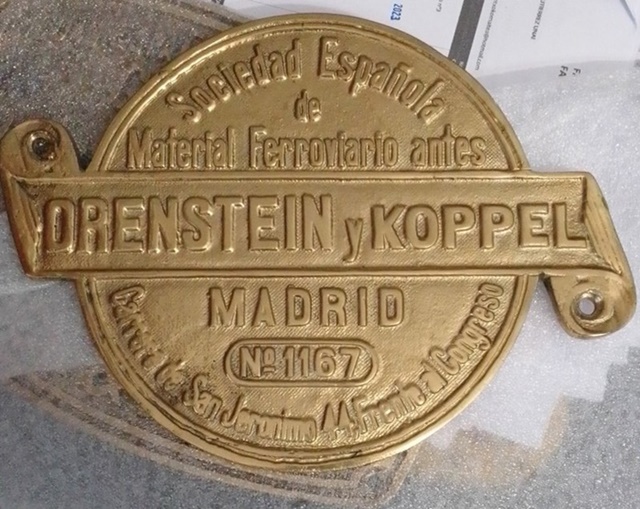 Sociedad Española
de
Material Ferroviario antes
ORENSTEIN y KOPPEL
MADRID
Nº 1167
Carrera de San Jeronimo 44, Frente al Congreso
2023